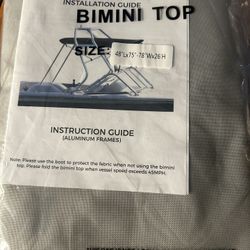 INSTALLATION GUIDE
BIMINI TOP
SIZE: 48"Lx75"-78"Wx26'H
INSTRUCTION GUIDE
(ALUMINUM FRAMES)
Note: Please use the boot to protect the fabric when not using the bimini
top. Please fold the bimini top when vessel speed exceeds 45MPH.